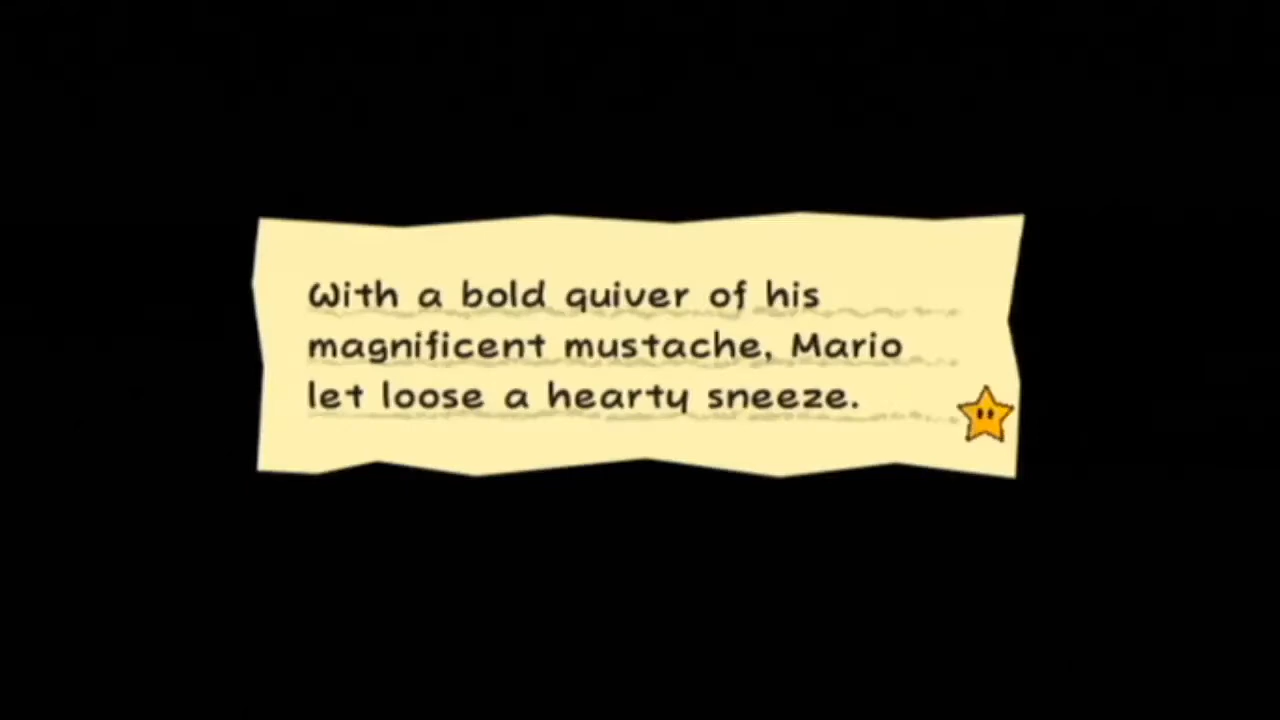 With a bold quiver of his
magnificent mustache, Mario
let loose a hearty sneeze.